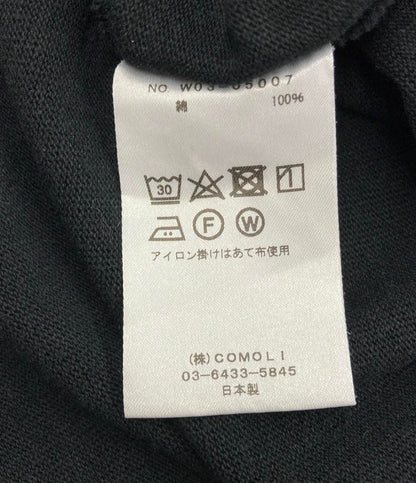 NO. W03-05007
綿 100%
30
F W
アイロン掛けはあて布使用
(株)COMOLI
03-6433-5845
日本製